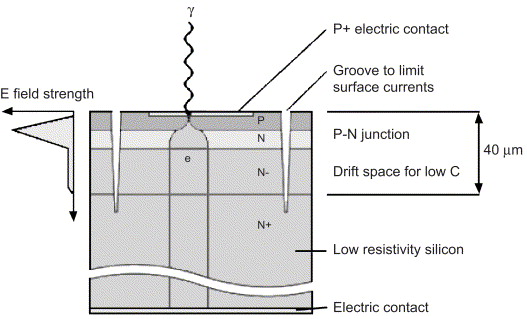 γ
P+ electric contact
E field strength
Groove to limit
surface currents
P
N
P-N junction
40 μm
e
N-
Drift space for low C
N+
Low resistivity silicon
Electric contact